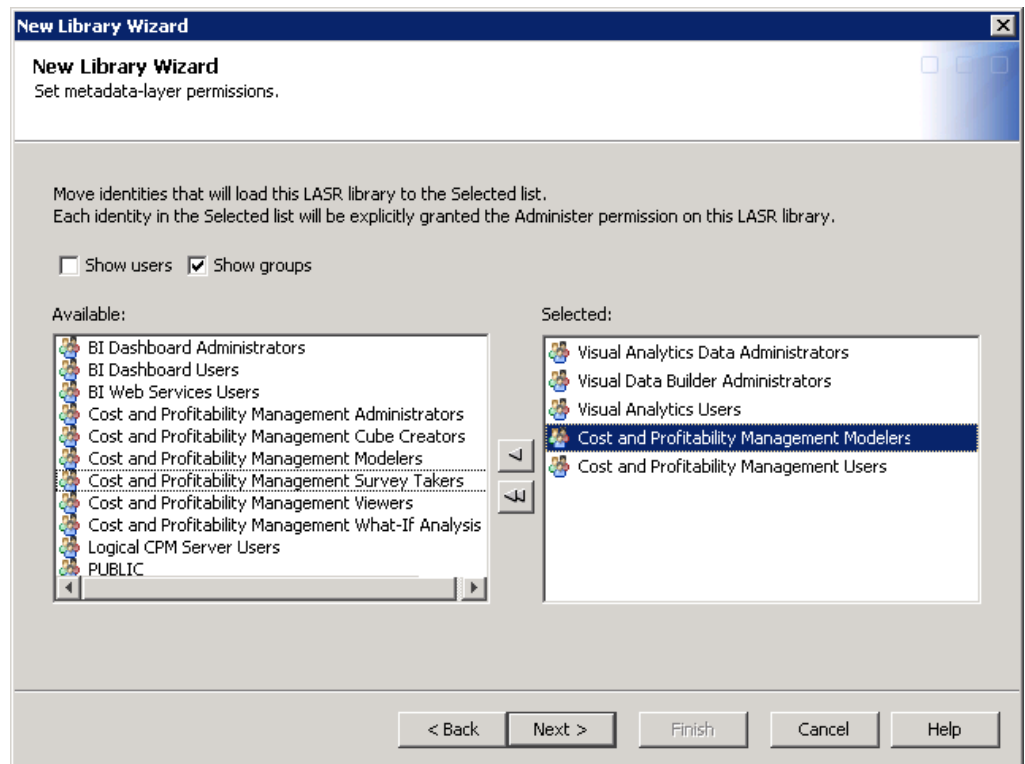 New Library Wizard
New Library Wizard
Set metadata-layer permissions.
Move identities that will load this LASR library to the Selected list.
Each identity in the Selected list will be explicitly granted the Administer permission on this LASR library.
Show users Show groups
Available:
BI Dashboard Administrators
BI Dashboard Users
BI Web Services Users
Cost and Profitability Management Administrators
Cost and Profitability Management Cube Creators
Cost and Profitability Management Modelers
Cost and Profitability Management Survey Takers
Cost and Profitability Management Viewers
Cost and Profitability Management What-If Analysis
Logical CPM Server Users
PUBLIC
Selected:
Visual Analytics Data Administrators
Visual Data Builder Administrators
Visual Analytics Users
Cost and Profitability Management Modelers
Cost and Profitability Management Users
< Back Next > Finish Cancel Help